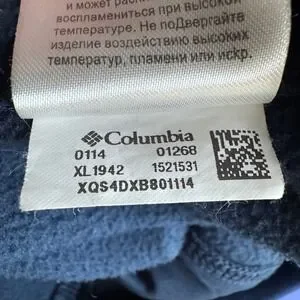 и может распла
воспламениться при высокой
температуре. Не подвергайте
изделие воздействию высоких
температур, пламени или искр.
Columbia
0114 01268
XL1942 1521531
XQS4DXB801114